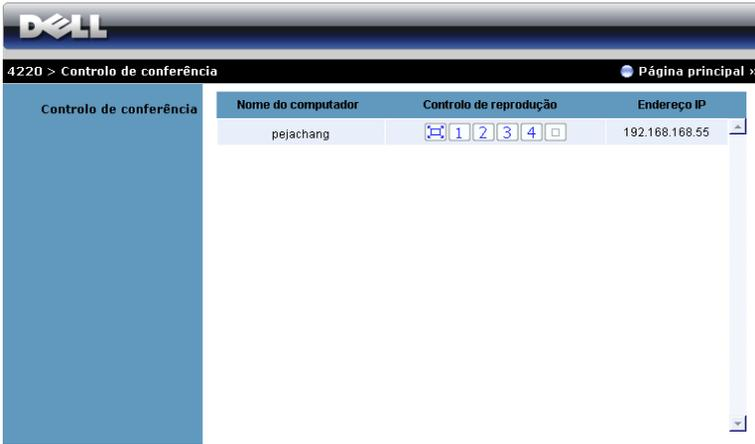 DELL
4220 > Controlo de conferência
Página principal »
Controlo de conferência
Nome do computador Controlo de reprodução Endereço IP
pejachang 1 2 3 4 192.168.168.55